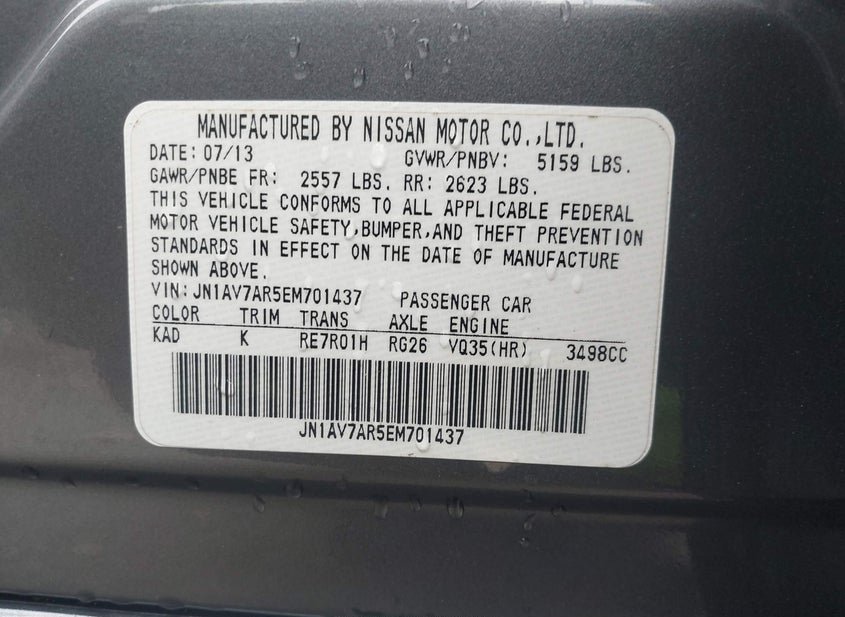 MANUFACTURED BY NISSAN MOTOR CO.,LTD.
DATE: 07/13 GVWR/PNBV: 5159 LBS.
GAWR/PNBE FR: 2557 LBS. RR: 2623 LBS.
THIS VEHICLE CONFORMS TO ALL APPLICABLE FEDERAL
MOTOR VEHICLE SAFETY,BUMPER,AND THEFT PREVENTION
STANDARDS IN EFFECT ON THE DATE OF MANUFACTURE
SHOWN ABOVE.
VIN: JN1AV7AR5EM701437 PASSENGER CAR
COLOR TRIM TRANS AXLE ENGINE
KAD K RE7R01H RG26 VQ35(HR) 3498CC
JN1AV7AR5EM701437